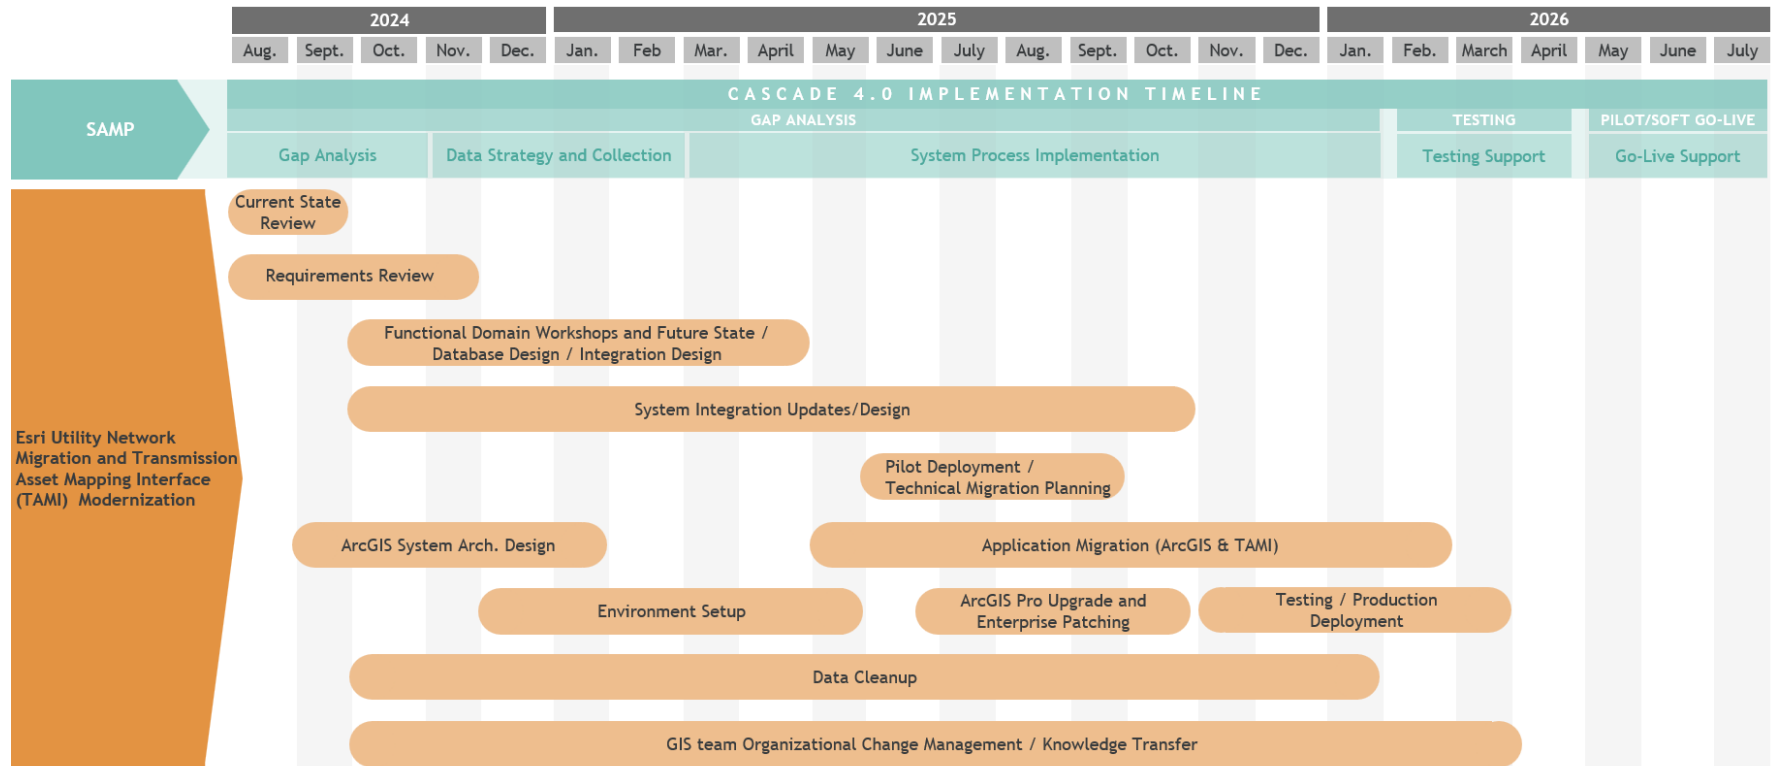 2024 2025 2026
Aug. Sept. Oct. Nov. Dec. Jan. Feb Mar. April May June July Aug. Sept. Oct. Nov. Dec. Jan. Feb. March April May June July
CASCADE 4.0 IMPLEMENTATION TIMELINE
SAMP
GAP ANALYSIS TESTING PILOT/SOFT GO-LIVE
Gap Analysis Data Strategy and Collection System Process Implementation Testing Support Go-Live Support
Current State
Review
Requirements Review
Functional Domain Workshops and Future State /
Database Design / Integration Design
System Integration Updates/Design
Esri Utility Network
Migration and Transmission
Asset Mapping Interface
(TAMI) Modernization
Pilot Deployment /
Technical Migration Planning
ArcGIS System Arch. Design Application Migration (ArcGIS & TAMI)
Environment Setup
ArcGIS Pro Upgrade and
Enterprise Patching
Testing / Production
Deployment
Data Cleanup
GIS team Organizational Change Management / Knowledge Transfer